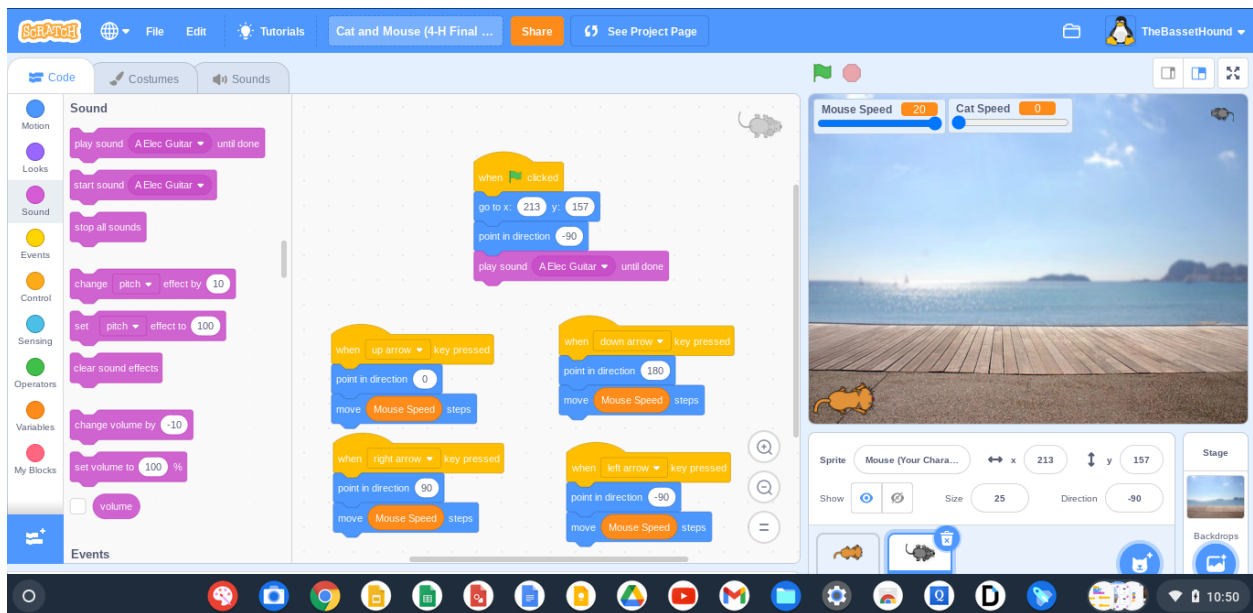 SCRATCH File Edit Tutorials Cat and Mouse (4-H Final ... Share See Project Page TheBassetHound
Code Costumes Sounds
Motion
Looks
Sound
Events
Control
Sensing
Operators
Variables
My Blocks
Sound
play sound A Elec Guitar until done
start sound A Elec Guitar
stop all sounds
change pitch effect by 10
set pitch effect to 100
clear sound effects
change volume by -10
set volume to 100 %
volume
Events
when clicked
go to x: 213 y: 157
point in direction -90
play sound A Elec Guitar until done
when up arrow key pressed
point in direction 0
move Mouse Speed steps
when down arrow key pressed
point in direction 180
move Mouse Speed steps
when right arrow key pressed
point in direction 90
move Mouse Speed steps
when left arrow key pressed
point in direction -90
move Mouse Speed steps
Mouse Speed 20 Cat Speed 0
Sprite Mouse (Your Chara... x 213 y 157
Show Size 25 Direction -90
Stage
Backdrops
10:50